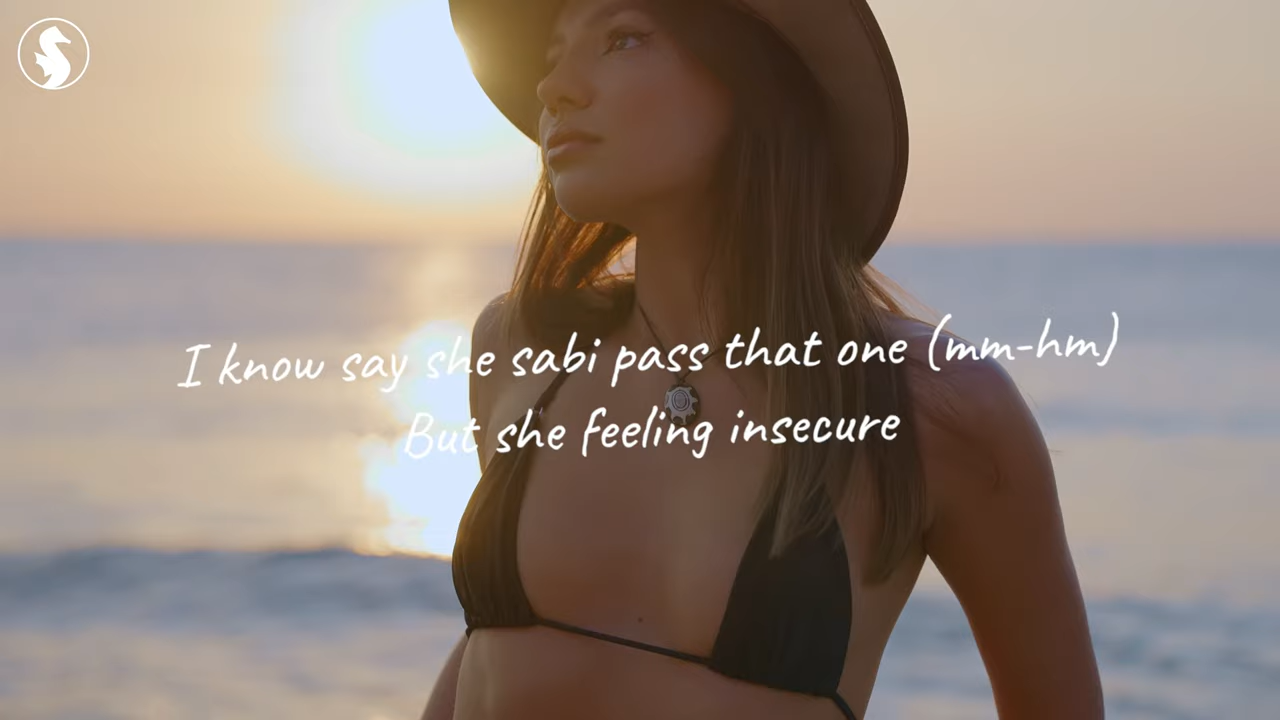 I know say she sabi pass that one (mm-hm)
But she feeling insecure